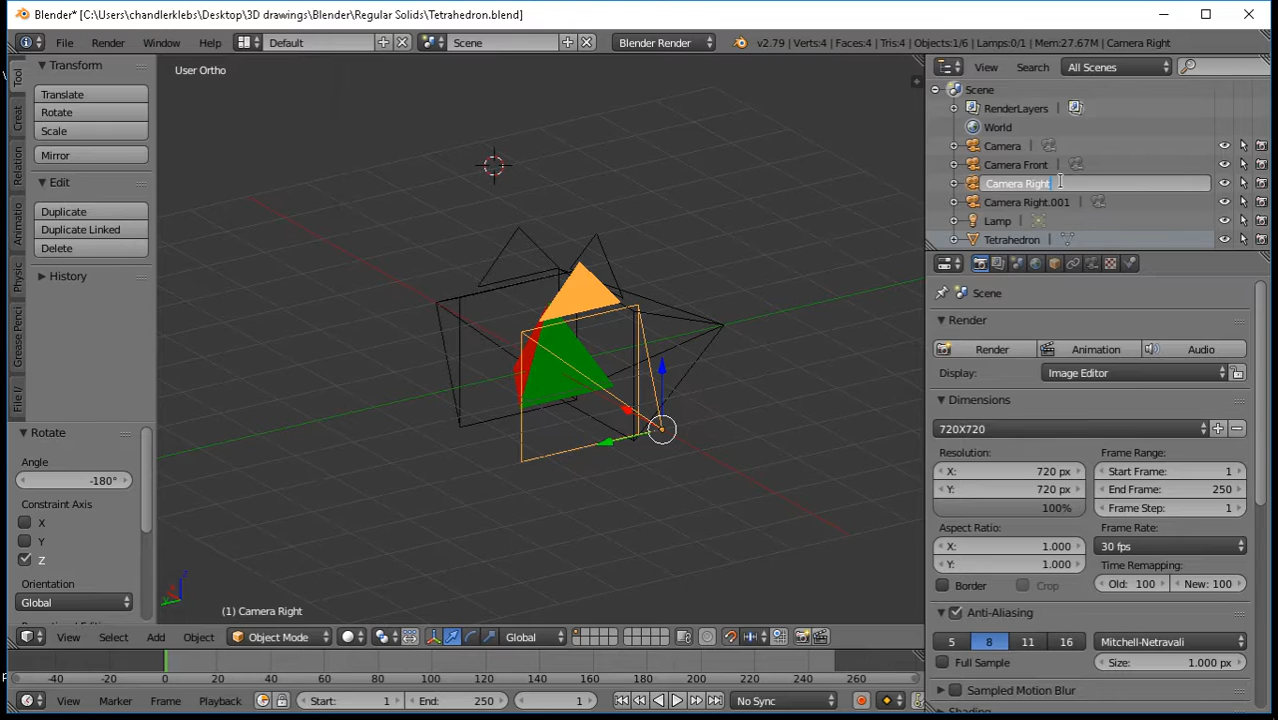 Blender* [C:\Users\chandlerklebs\Desktop\3D drawings\Blender\Regular Solids\Tetrahedron.blend]
File Render Window Help Default Scene Blender Render v2.79 | Verts:4 | Faces:4 | Tris:4 | Objects:1/6 | Lamps:0/1 | Mem:27.67M | Camera Right
Transform
Translate
Rotate
Scale
Mirror
Edit
Duplicate
Duplicate Linked
Delete
History
Tool
Creat
Relation
Animatio
Physic
Grease Penci
File I/
Rotate
Angle
-180°
Constraint Axis
X
Y
Z
Orientation
Global
User Ortho
(1) Camera Right
View Select Add Object Object Mode Global
-40 -20 0 20 40 60 80 100 120 140 160 180 200 220 240 260
View Marker Frame Playback Start: 1 End: 250 1 No Sync
View Search All Scenes
Scene
RenderLayers |
World
Camera |
Camera Front |
Camera Right
Camera Right.001 |
Lamp |
Tetrahedron |
Scene
Render
Render Animation Audio
Display: Image Editor
Dimensions
720X720
Resolution: Frame Range:
X: 720 px Start Frame: 1
Y: 720 px End Frame: 250
100% Frame Step: 1
Aspect Ratio: Frame Rate:
X: 1.000 30 fps
Y: 1.000 Time Remapping:
Border Crop Old: 100 New: 100
Anti-Aliasing
5 8 11 16 Mitchell-Netravali
Full Sample Size: 1.000 px
Sampled Motion Blur